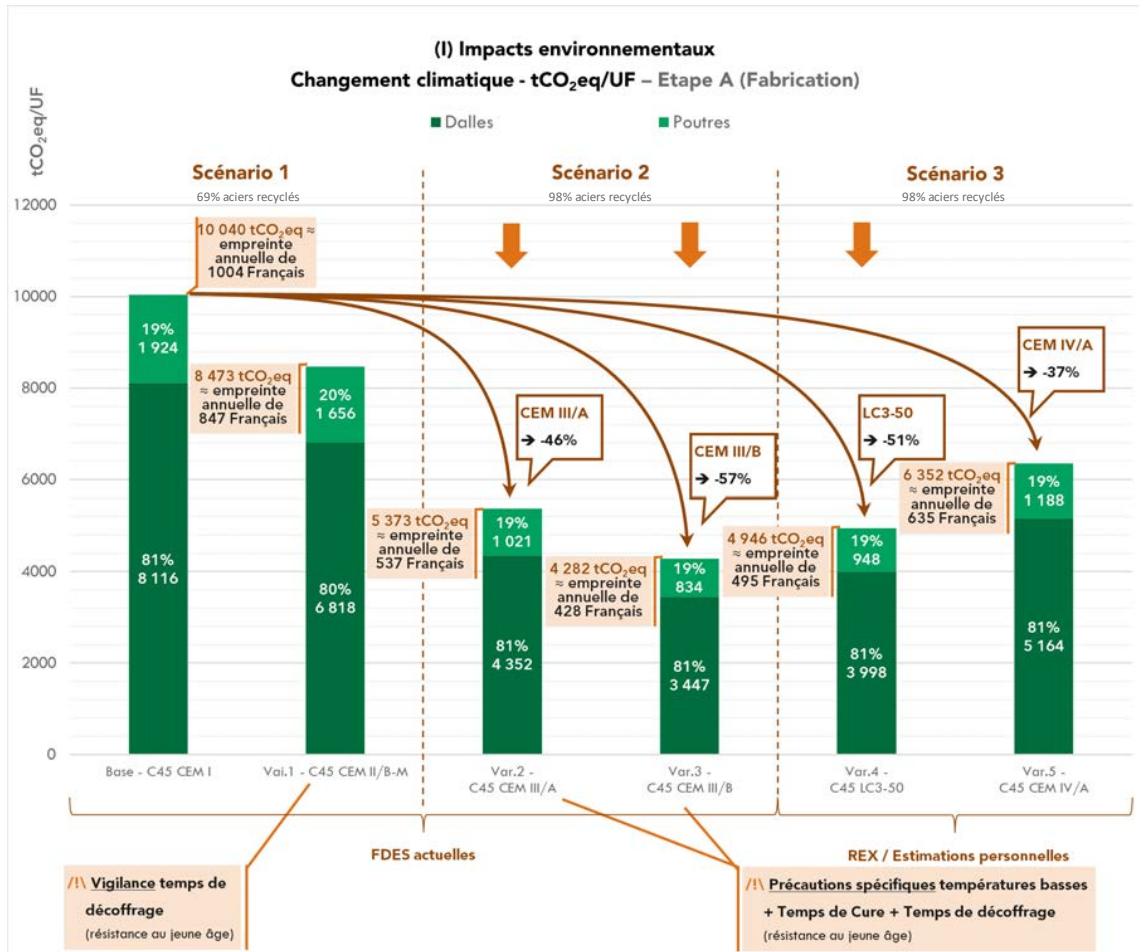 (I) Impacts environnementaux
Changement climatique - tCO₂eq/UF – Etape A (Fabrication)
Dalles
Poutres
tCO₂eq/UF
Scénario 1
69% aciers recyclés
Scénario 2
98% aciers recyclés
Scénario 3
98% aciers recyclés
12000
10000
8000
6000
4000
2000
0
10 040 tCO₂eq ≈
empreinte
annuelle de
1004 Français
19%
1 924
81%
8 116
8 473 tCO₂eq
≈ empreinte
annuelle de
847 Français
20%
1 656
80%
6 818
CEM III/A
➔ -46%
5 373 tCO₂eq
≈ empreinte
annuelle de
537 Français
19%
1 021
81%
4 352
CEM III/B
➔ -57%
4 282 tCO₂eq
≈ empreinte
annuelle de
428 Français
19%
834
81%
3 447
LC3-50
➔ -51%
4 946 tCO₂eq
≈ empreinte
annuelle de
495 Français
19%
948
81%
3 998
CEM IV/A
➔ -37%
6 352 tCO₂eq
≈ empreinte
annuelle de
635 Français
19%
1 188
81%
5 164
Base - C45 CEM I
Vai.1 - C45 CEM II/B-M
Var.2 -
C45 CEM III/A
Var.3 -
C45 CEM III/B
Var.4 -
C45 LC3-50
Var.5 -
C45 CEM IV/A
FDES actuelles
REX / Estimations personnelles
/!\ Vigilance temps de
décoffrage
(résistance au jeune âge)
/!\ Précautions spécifiques températures basses
+ Temps de Cure + Temps de décoffrage
(résistance au jeune âge)